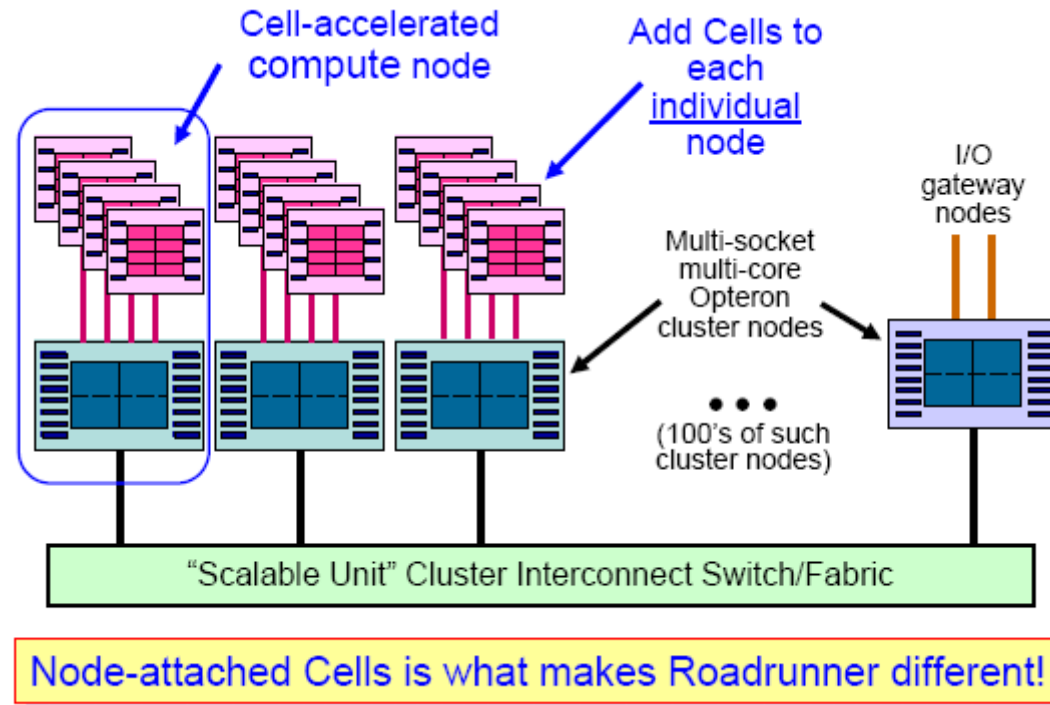 Cell-accelerated
compute node
Add Cells to
each
individual
node
I/O
gateway
nodes
Multi-socket
multi-core
Opteron
cluster nodes
• • •
(100's of such
cluster nodes)
“Scalable Unit” Cluster Interconnect Switch/Fabric
Node-attached Cells is what makes Roadrunner different!